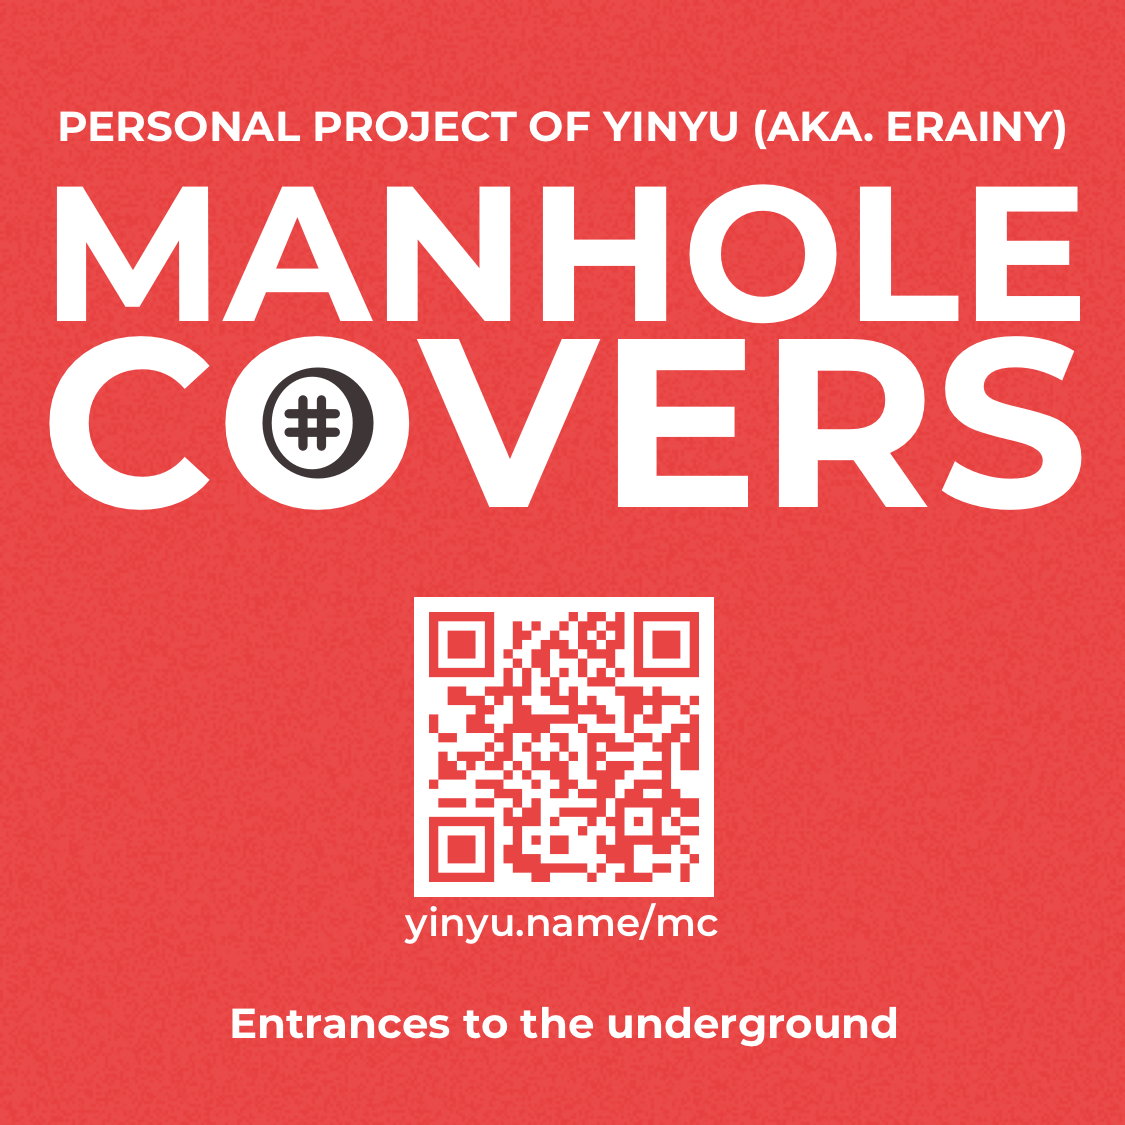 PERSONAL PROJECT OF YINYU (AKA. ERAINY)
MANHOLE
COVERS
yinyu.name/mc
Entrances to the underground